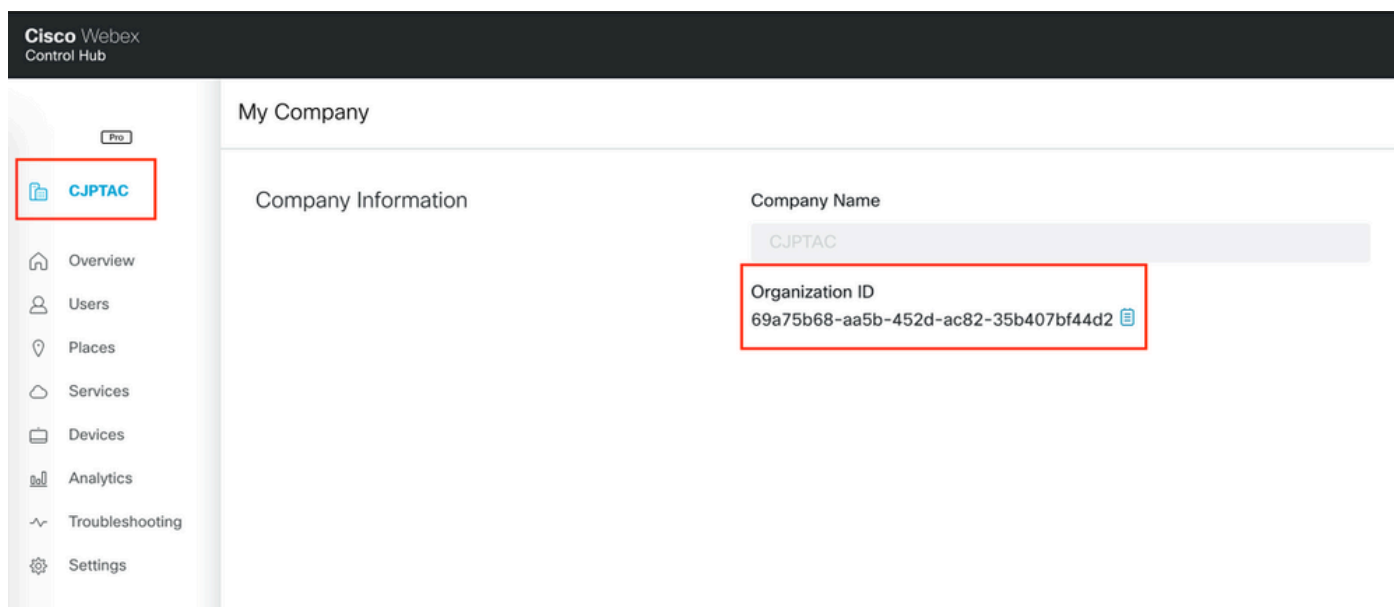 Cisco Webex
Control Hub
Pro
CJPTAC
Overview
Users
Places
Services
Devices
Analytics
Troubleshooting
Settings
My Company
Company Information
Company Name
CJPTAC
Organization ID
69a75b68-aa5b-452d-ac82-35b407bf44d2